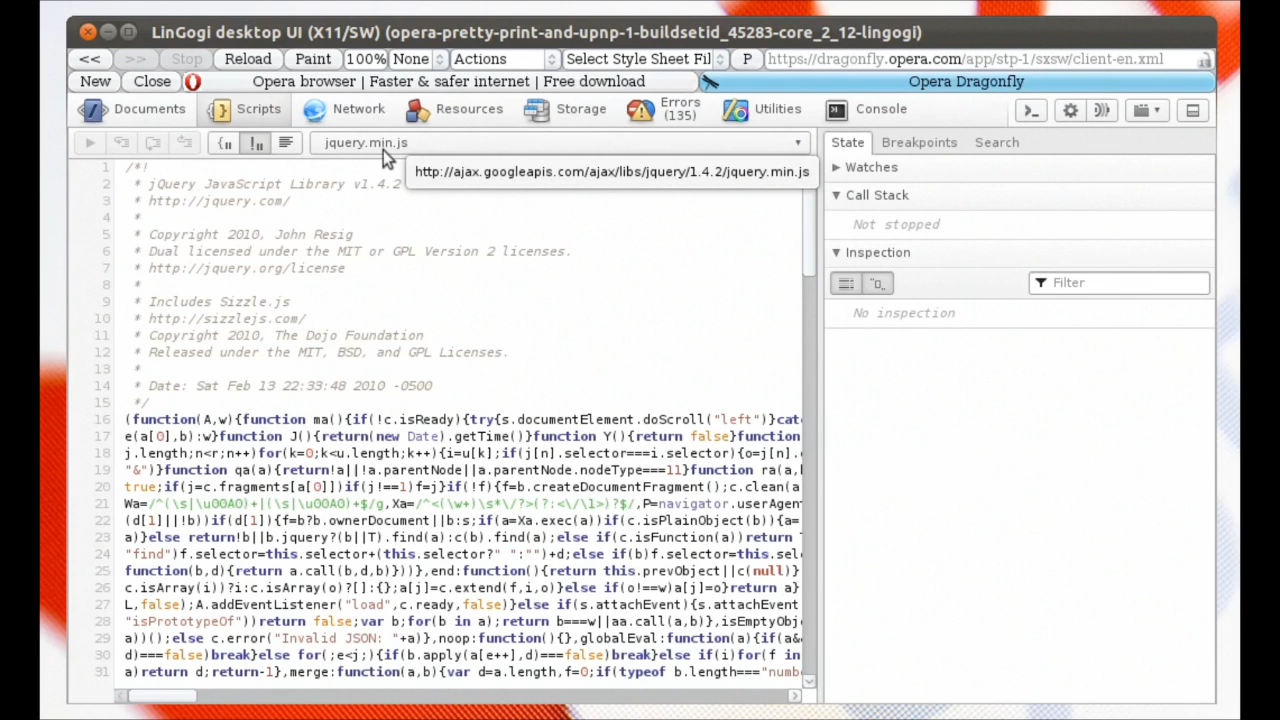 LinGogi desktop UI (X11/SW) (opera-pretty-print-and-upnp-1-buildsetid_45283-core_2_12-lingogi)
<< >> Stop Reload Paint 100% None Actions Select Style Sheet Fil P https://dragonfly.opera.com/app/stp-1/sxsw/client-en.xml
New Close Opera browser | Faster & safer internet | Free download Opera Dragonfly
Documents Scripts Network Resources Storage Errors (135) Utilities Console
jquery.min.js
State Breakpoints Search
http://ajax.googleapis.com/ajax/libs/jquery/1.4.2/jquery.min.js
Watches
Call Stack
Not stopped
Inspection
Filter
No inspection
1 /*!
2 * jQuery JavaScript Library v1.4.2
3 * http://jquery.com/
4 *
5 * Copyright 2010, John Resig
6 * Dual licensed under the MIT or GPL Version 2 licenses.
7 * http://jquery.org/license
8 *
9 * Includes Sizzle.js
10 * http://sizzlejs.com/
11 * Copyright 2010, The Dojo Foundation
12 * Released under the MIT, BSD, and GPL Licenses.
13 *
14 * Date: Sat Feb 13 22:33:48 2010 -0500
15 */
16 (function(A,w){function ma(){if(!c.isReady){try{s.documentElement.doScroll("left")}catc
17 e(a[0],b):w}function J(){return(new Date).getTime()}function Y(){return false}function
18 j.length;n<r;n++)for(k=0;k<u.length;k++){i=u[k];if(j[n].selector===i.selector){o=j[n].
19 "&")}function qa(a){return!a||!a.parentNode||a.parentNode.nodeType===11}function ra(a,
20 true;if(j=c.fragments[a[0]])if(j!==1)f=j}if(!f){f=b.createDocumentFragment();c.clean(a
21 Wa=/^(\s|\u00A0)+|(\s|\u00A0)+$/g,Xa=/^<(\w+)\s*\/?>(?:<\/\1>)?$/,P=navigator.userAgen
22 (d[1]||!b))if(d[1]){f=b?b.ownerDocument||b:s;if(a=Xa.exec(a))if(c.isPlainObject(b)){a=
23 a)}else return!b||b.jquery?(b||T).find(a):c(b).find(a);else if(c.isFunction(a))return T
24 "find")f.selector=this.selector+(this.selector?" ":"")+d;else if(b)f.selector=this.sel
25 function(b,d){return a.call(b,d,b)}))},end:function(){return this.prevObject||c(null)}
26 c.isArray(i))?i:c.isArray(o)?[]:{};a[j]=c.extend(f,i,o)}else if(o!==w)a[j]=o}return a}
27 L,false);A.addEventListener("load",c.ready,false)}else if(s.attachEvent){s.attachEvent
28 "isPrototypeOf"))return false;var b;for(b in a);return b===w||aa.call(a,b)},isEmptyObj
29 a))();else c.error("Invalid JSON: "+a)},noop:function(){},globalEval:function(a){if(a&
30 d)===false)break}else for(;e<j;){if(b.apply(a[e++],d)===false)break}else if(i)for(f in
31 a)return d;return-1},merge:function(a,b){var d=a.length,f=0;if(typeof b.length==="numb